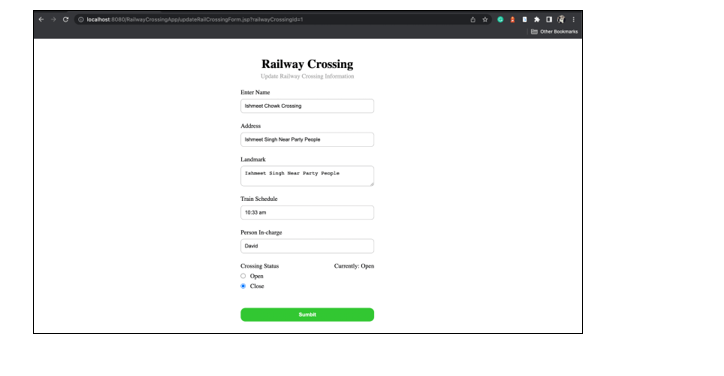 localhost:8080/RailwayCrossingApp/updateRailCrossingForm.jsp?railwayCrossingId=1
Other Bookmarks
Railway Crossing
Update Railway Crossing Information
Enter Name
Ishmeet Chowk Crossing
Address
Ishmeet Singh Near Party People
Landmark
Ishmeet Singh Near Party People
Train Schedule
10:33 am
Person In-charge
David
Crossing Status Currently: Open
Open
Close
Sumbit